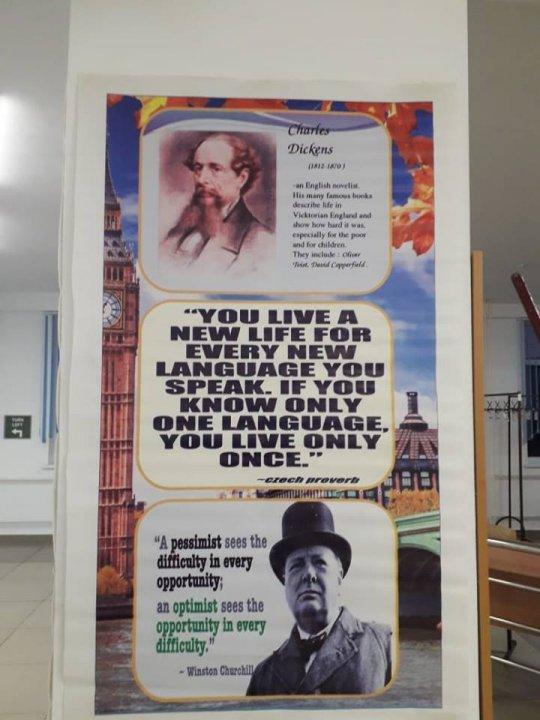 Charles
Dickens
(1812-1870)
-an English novelist.
His many famous books
describe life in
Vicktorian England and
show how hard it was,
especially for the poor
and for children.
They include : Oliver
Twist, David Copperfield.
“YOU LIVE A
NEW LIFE FOR
EVERY NEW
LANGUAGE YOU
SPEAK. IF YOU
KNOW ONLY
ONE LANGUAGE,
YOU LIVE ONLY
ONCE.”
~czech proverb
“A pessimist sees the
difficulty in every
opportunity;
an optimist sees the
opportunity in every
difficulty.”
~ Winston Churchill
TURN
LEFT